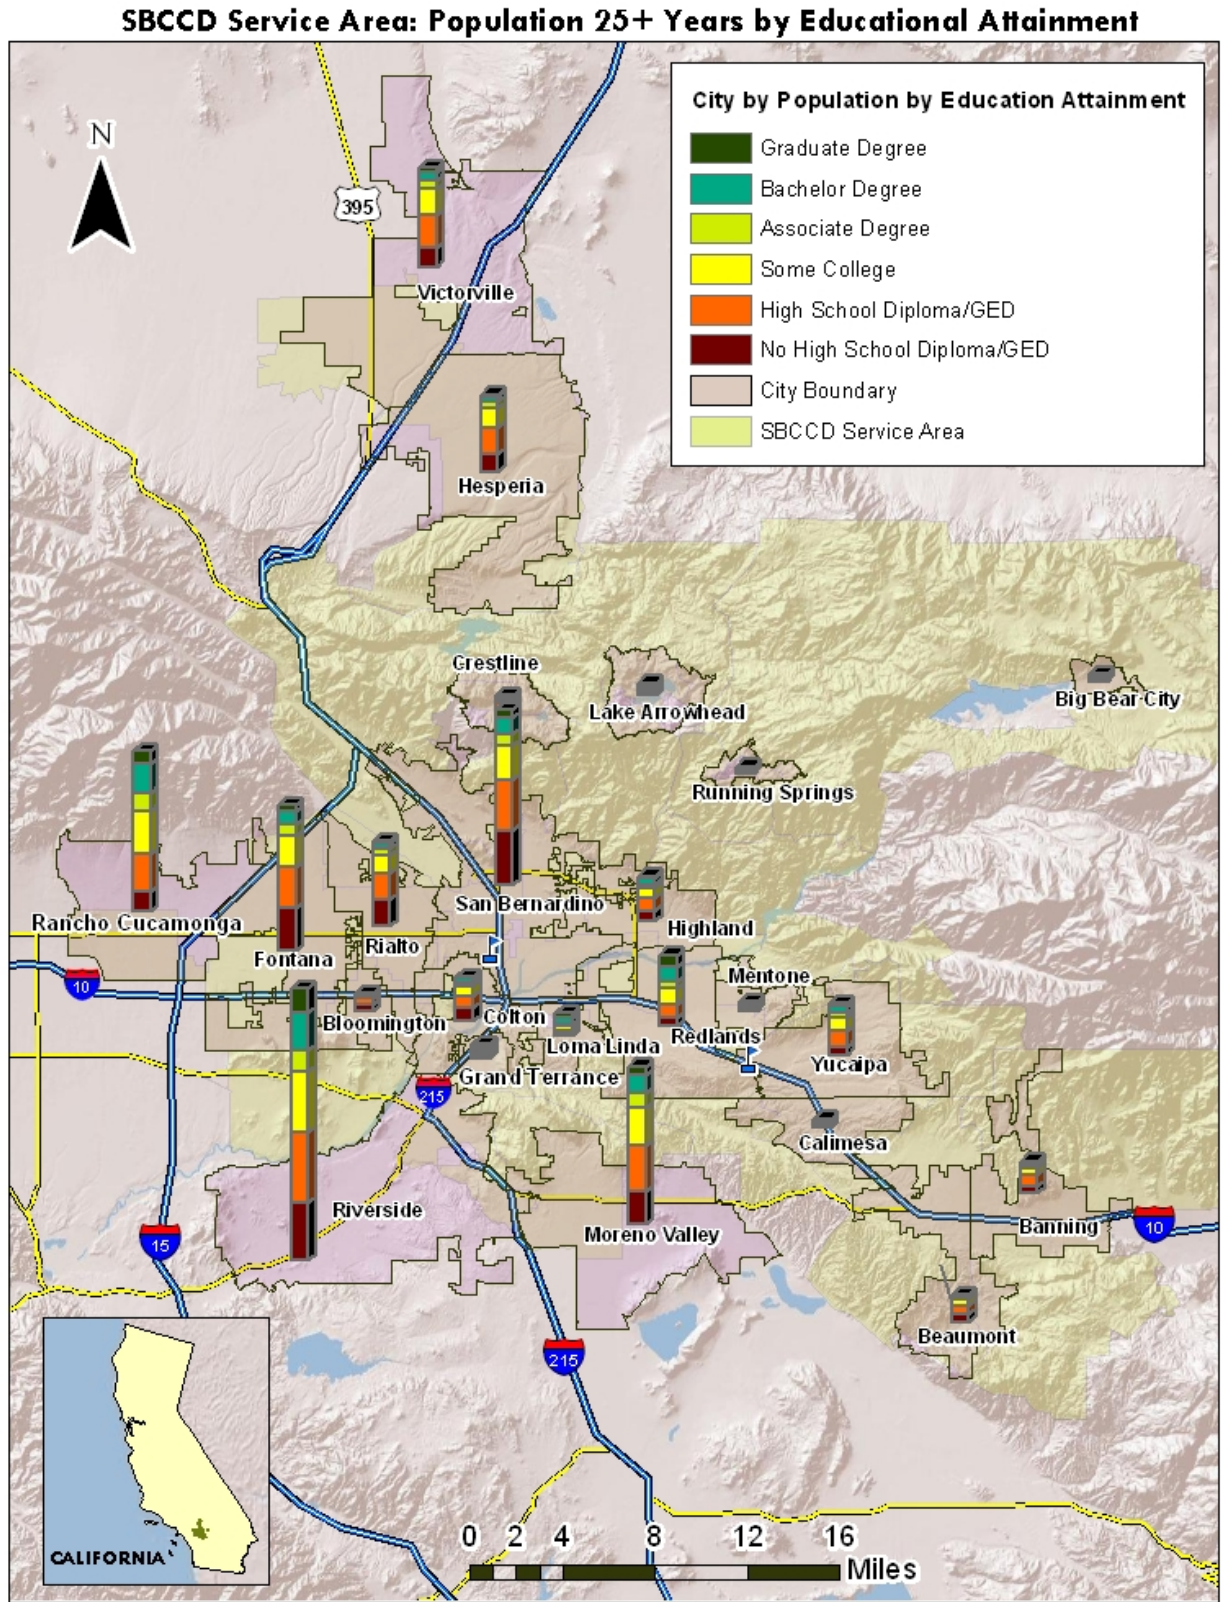 SBCCD Service Area: Population 25+ Years by Educational Attainment
City by Population by Education Attainment
Graduate Degree
Bachelor Degree
Associate Degree
Some College
High School Diploma/GED
No High School Diploma/GED
City Boundary
SBCCD Service Area
N
395
Victorville
Hesperia
Crestline
Lake Arrowhead
Big Bear City
Running Springs
Rancho Cucamonga
San Bernardino
Highland
Rialto
Fontana
Mentone
10
Bloomington
Colton
Loma Linda
Redlands
Yucaipa
Grand Terrance
215
Calimesa
Riverside
Moreno Valley
Banning
10
15
Beaumont
215
CALIFORNIA
0 2 4 8 12 16
Miles